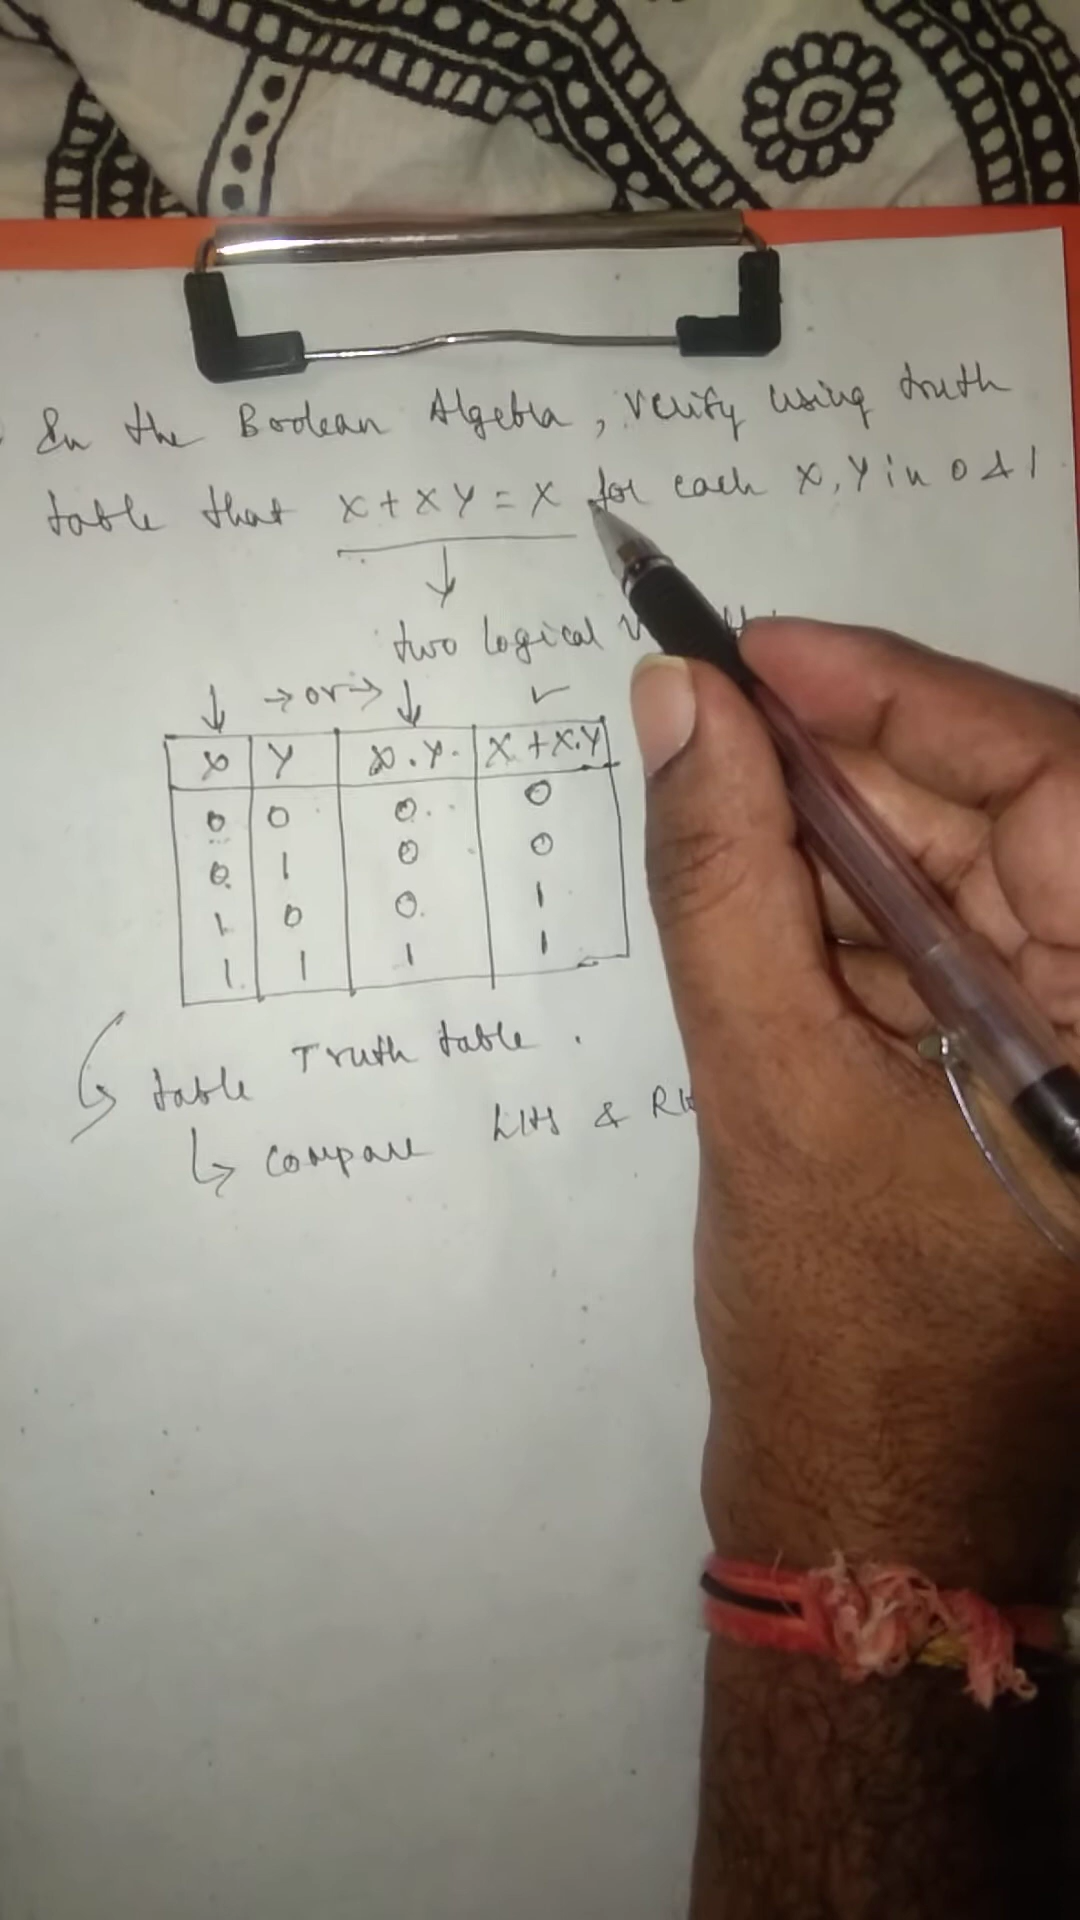 In the Boolean Algebra, Verify using truth
table that X + X Y = X for each X, Y in 0 & 1
two logical
→ or →
X Y X . Y. X + X.Y
0 0 0. 0
0. 1 0 0
1 0 0. 1
1. 1 1 1
Truth table .
table
compare LHS &